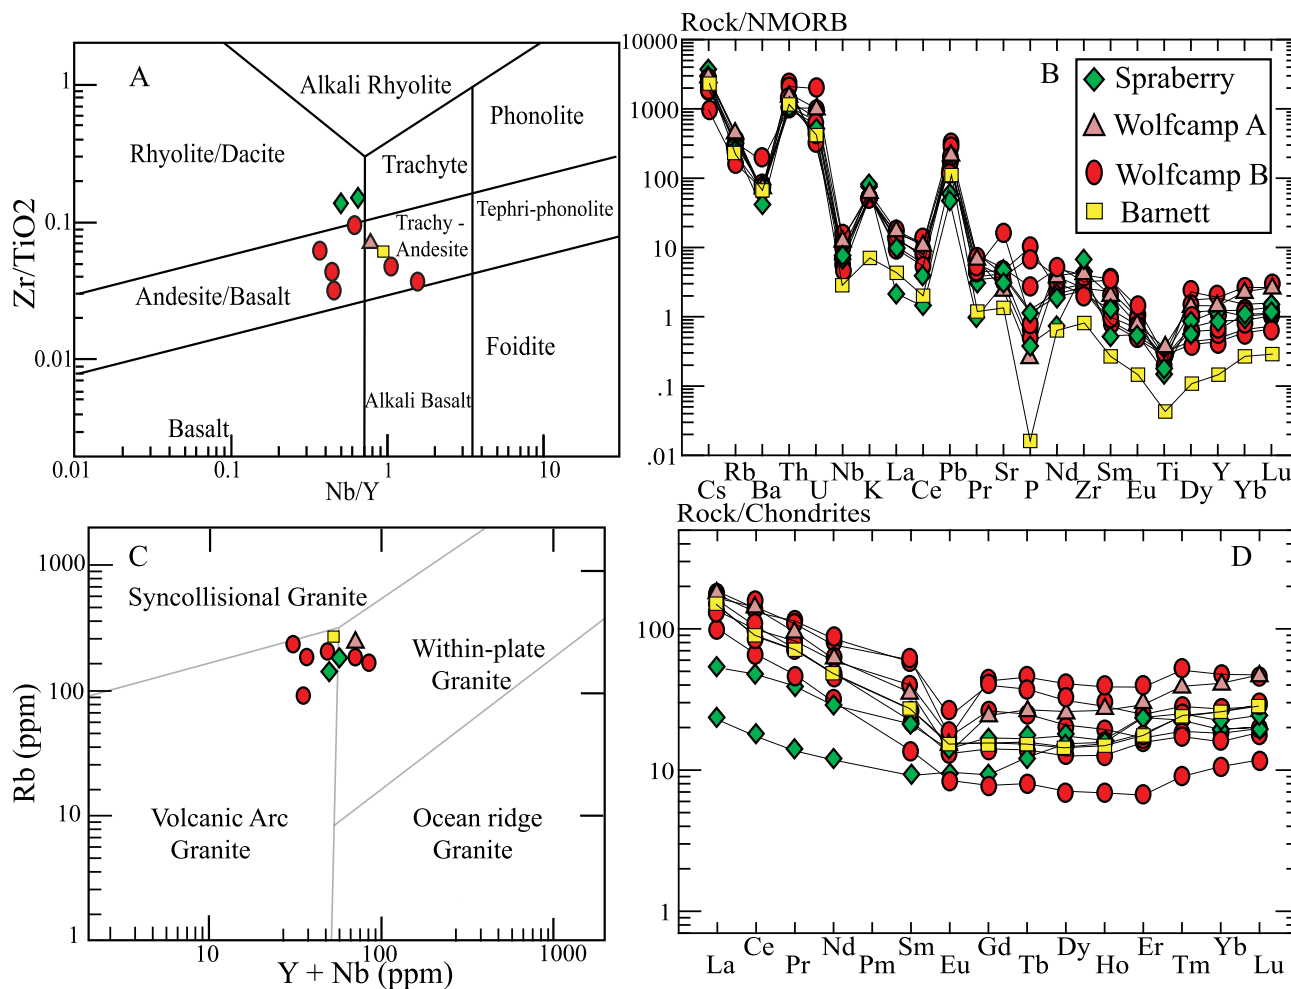 A
Zr/TiO2
1
0.1
0.01
Alkali Rhyolite
Phonolite
Rhyolite/Dacite
Trachyte
Tephri-phonolite
Trachy -
Andesite
Andesite/Basalt
Foidite
Alkali Basalt
Basalt
0.01
0.1
1
10
Nb/Y
Rock/NMORB
B
10000
1000
100
10
1
.1
.01
Spraberry
Wolfcamp A
Wolfcamp B
Barnett
Rb Th Nb La Pb Sr Nd Sm Ti Y Lu
Cs Ba U K Ce Pr P Zr Eu Dy Yb
C
Rb (ppm)
1000
100
10
1
Syncollisional Granite
Within-plate
Granite
Volcanic Arc
Granite
Ocean ridge
Granite
10
100
1000
Y + Nb (ppm)
Rock/Chondrites
D
100
10
1
Ce Nd Sm Gd Dy Er Yb
La Pr Pm Eu Tb Ho Tm Lu